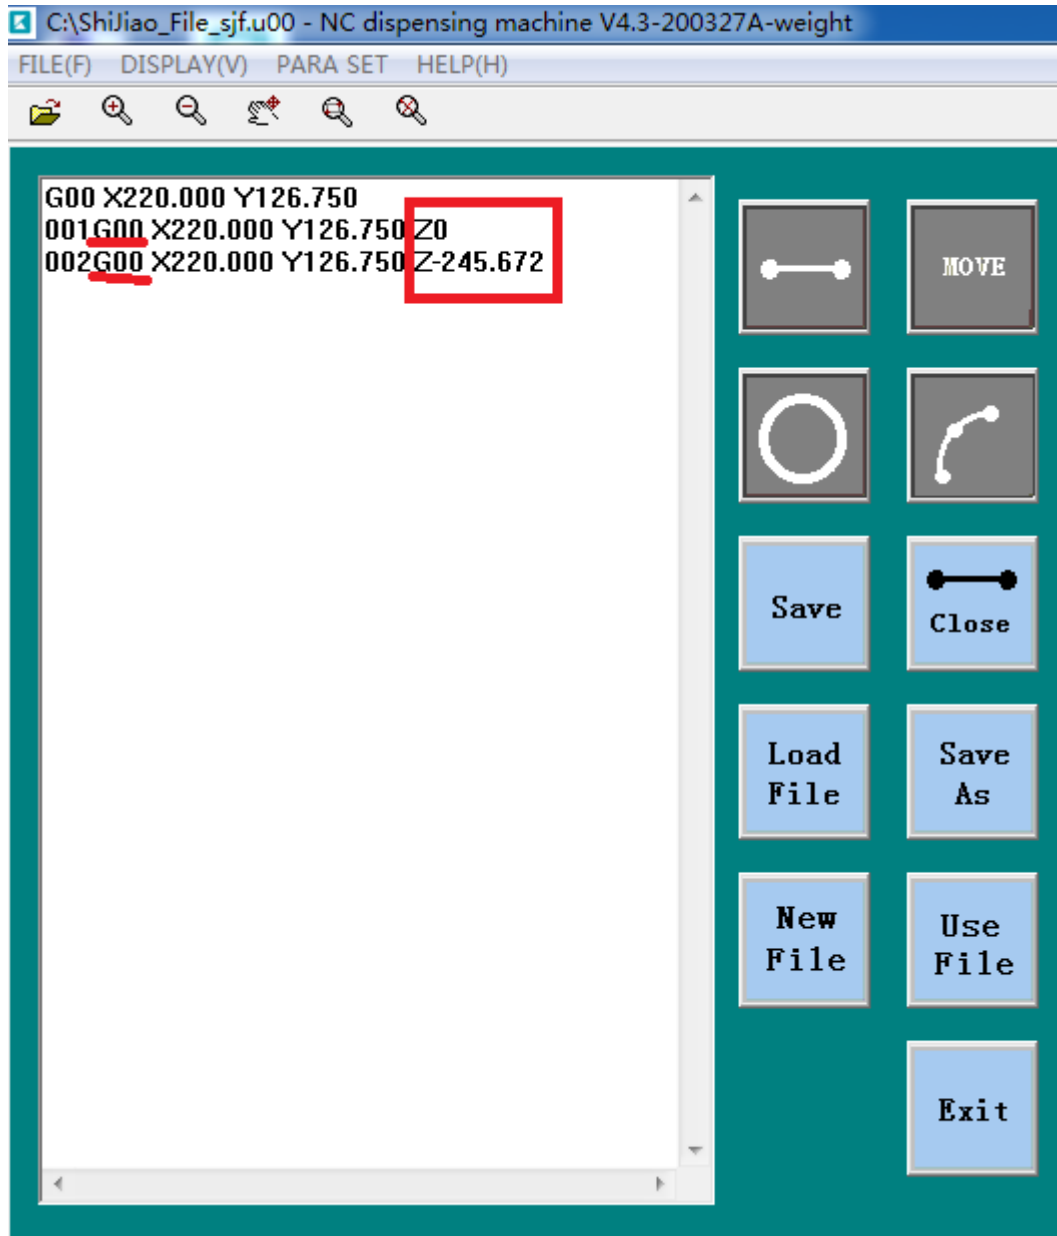 C:\ShiJiao_File_sjf.u00 - NC dispensing machine V4.3-200327A-weight
FILE(F) DISPLAY(V) PARA SET HELP(H)
G00 X220.000 Y126.750
001G00 X220.000 Y126.750 Z0
002G00 X220.000 Y126.750 Z-245.672
MOVE
Save
Close
Load
File
Save
As
New
File
Use
File
Exit